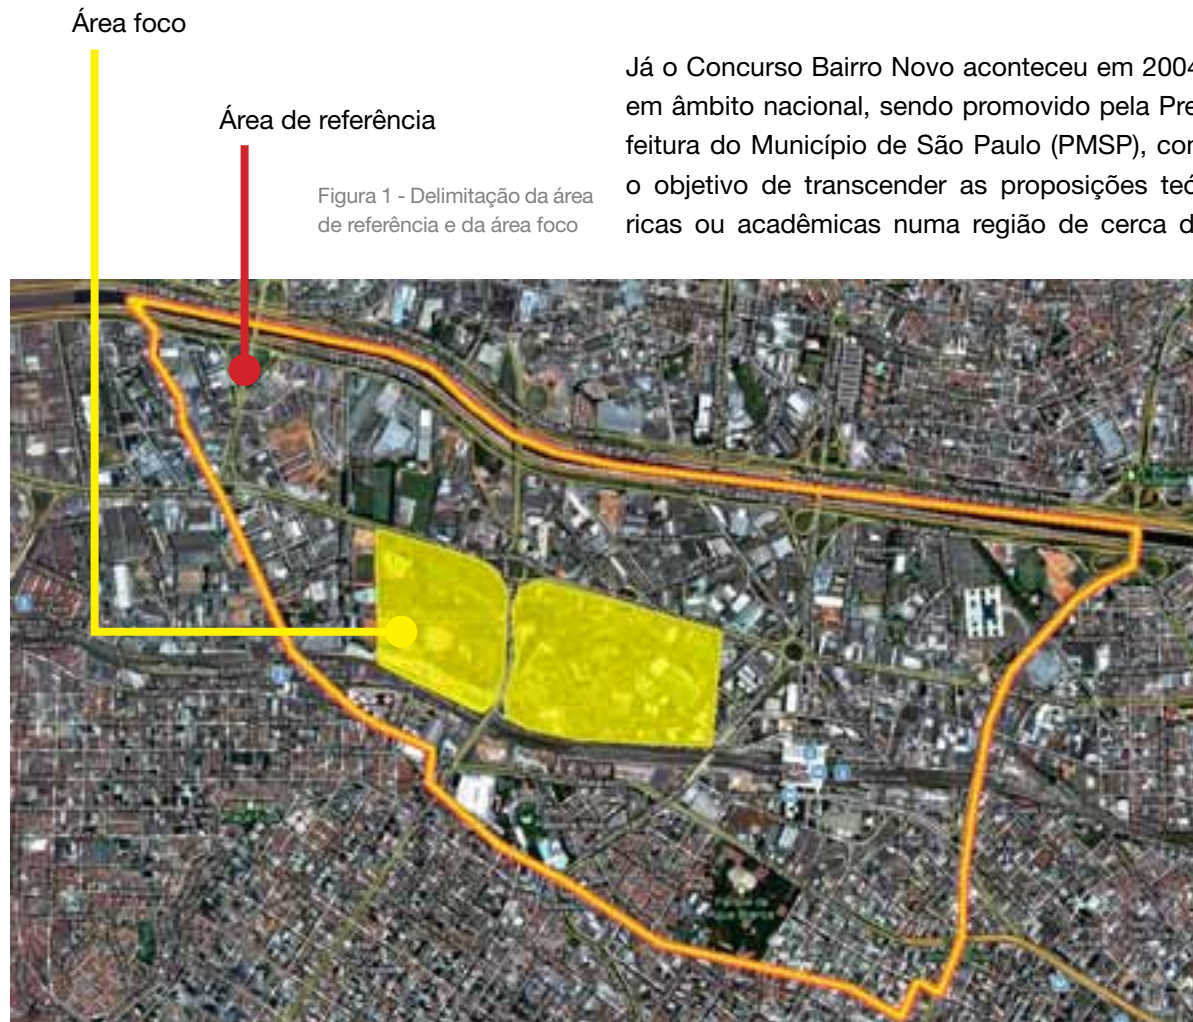 Área foco
Área de referência
Figura 1 - Delimitação da área
de referência e da área foco
Já o Concurso Bairro Novo aconteceu em 2004
em âmbito nacional, sendo promovido pela Pre
feitura do Município de São Paulo (PMSP), com
o objetivo de transcender as proposições teó
ricas ou acadêmicas numa região de cerca d